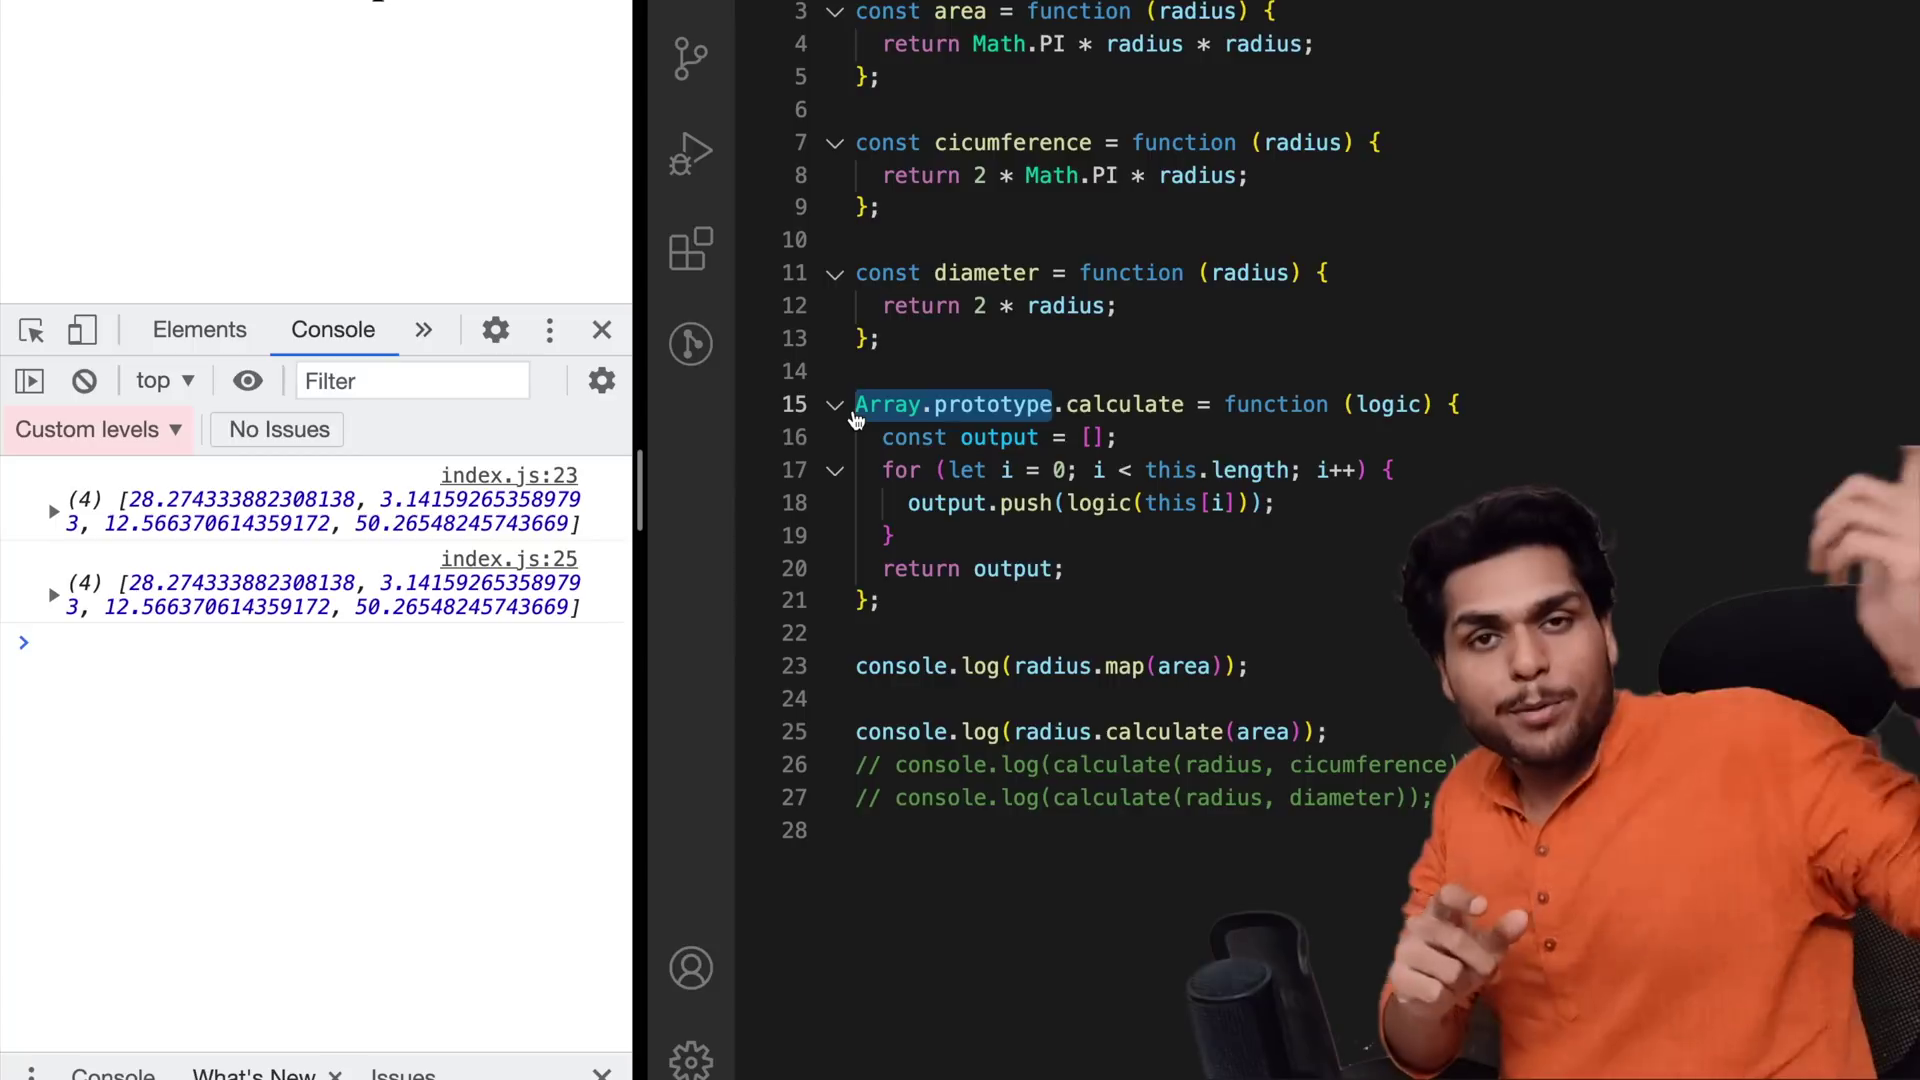 Elements
Console
top
Filter
Custom levels
No Issues
index.js:23
(4) [28.274333882308138, 3.14159265358979
3, 12.566370614359172, 50.26548245743669]
index.js:25
(4) [28.274333882308138, 3.14159265358979
3, 12.566370614359172, 50.26548245743669]
Console
What's New
Issues
3 const area = function (radius) {
4 return Math.PI * radius * radius;
5 };
6
7 const cicumference = function (radius) {
8 return 2 * Math.PI * radius;
9 };
10
11 const diameter = function (radius) {
12 return 2 * radius;
13 };
14
15 Array.prototype.calculate = function (logic) {
16 const output = [];
17 for (let i = 0; i < this.length; i++) {
18 output.push(logic(this[i]));
19 }
20 return output;
21 };
22
23 console.log(radius.map(area));
24
25 console.log(radius.calculate(area));
26 // console.log(calculate(radius, cicumference)
27 // console.log(calculate(radius, diameter));
28